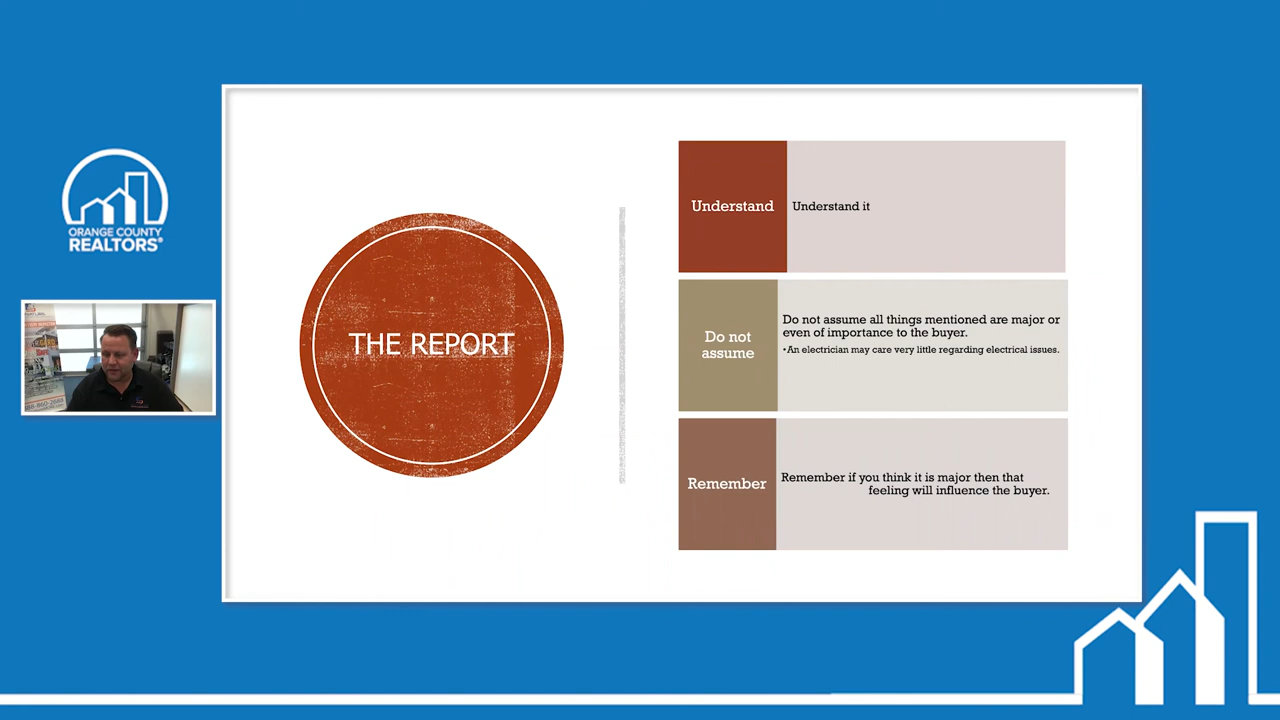 ORANGE COUNTY
REALTORS®
THE REPORT
Understand
Understand it
Do not
assume
Do not assume all things mentioned are major or
even of importance to the buyer.
•An electrician may care very little regarding electrical issues.
Remember
Remember if you think it is major then that
feeling will influence the buyer.